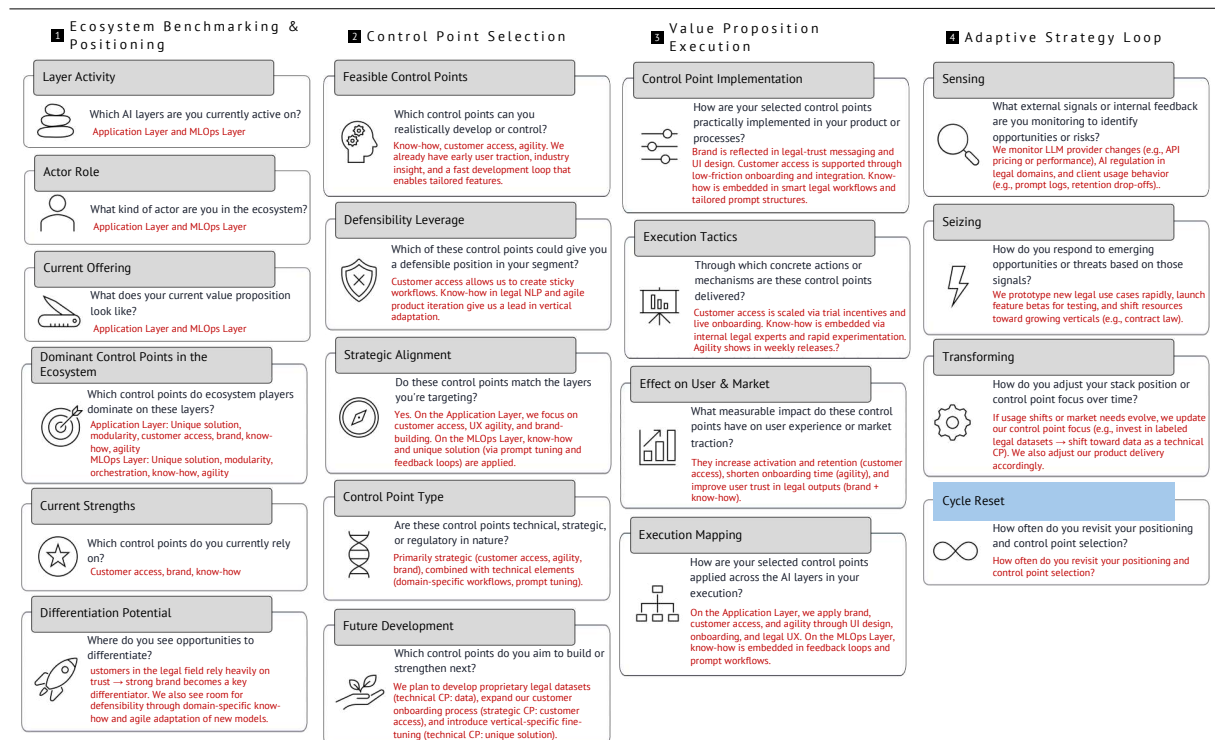 1 Ecosystem Benchmarking &
Positioning
Layer Activity
Which AI layers are you currently active on?
Application Layer and MLOps Layer
Actor Role
What kind of actor are you in the ecosystem?
Application Layer and MLOps Layer
Current Offering
What does your current value proposition
look like?
Application Layer and MLOps Layer
Dominant Control Points in the
Ecosystem
Which control points do ecosystem players
dominate on these layers?
Application Layer: Unique solution,
modularity, customer access, brand, know-
how, agility
MLOps Layer: Unique solution, modularity,
orchestration, know-how, agility
Current Strengths
Which control points do you currently rely
on?
Customer access, brand, know-how
Differentiation Potential
Where do you see opportunities to
differentiate?
ustomers in the legal field rely heavily on
trust → strong brand becomes a key
differentiator. We also see room for
defensibility through domain-specific know-
how and agile adaptation of new models.
2 Control Point Selection
Feasible Control Points
Which control points can you
realistically develop or control?
Know-how, customer access, agility. We
already have early user traction, industry
insight, and a fast development loop that
enables tailored features.
Defensibility Leverage
Which of these control points could give you
a defensible position in your segment?
Customer access allows us to create sticky
workflows. Know-how in legal NLP and agile
product iteration give us a lead in vertical
adaptation.
Strategic Alignment
Do these control points match the layers
you're targeting?
Yes. On the Application Layer, we focus on
customer access, UX agility, and brand-
building. On the MLOps Layer, know-how
and unique solution (via prompt tuning and
feedback loops) are applied.
Control Point Type
Are these control points technical, strategic,
or regulatory in nature?
Primarily strategic (customer access, agility,
brand), combined with technical elements
(domain-specific workflows, prompt tuning).
Future Development
Which control points do you aim to build or
strengthen next?
We plan to develop proprietary legal datasets
(technical CP: data), expand our customer
onboarding process (strategic CP: customer
access), and introduce vertical-specific fine-
tuning (technical CP: unique solution).
3 Value Proposition
Execution
Control Point Implementation
How are your selected control points
practically implemented in your product or
processes?
Brand is reflected in legal-trust messaging and
UI design. Customer access is supported through
low-friction onboarding and integration. Know-
how is embedded in smart legal workflows and
tailored prompt structures.
Execution Tactics
Through which concrete actions or
mechanisms are these control points
delivered?
Customer access is scaled via trial incentives and
live onboarding. Know-how is embedded via
internal legal experts and rapid experimentation.
Agility shows in weekly releases.?
Effect on User & Market
What measurable impact do these control
points have on user experience or market
traction?
They increase activation and retention (customer
access), shorten onboarding time (agility), and
improve user trust in legal outputs (brand +
know-how).
Execution Mapping
How are your selected control points
applied across the AI layers in your
execution?
On the Application Layer, we apply brand,
customer access, and agility through UI design,
onboarding, and legal UX. On the MLOps Layer,
know-how is embedded in feedback loops and
prompt workflows.
4 Adaptive Strategy Loop
Sensing
What external signals or internal feedback
are you monitoring to identify
opportunities or risks?
We monitor LLM provider changes (e.g., API
pricing or performance), AI regulation in
legal domains, and client usage behavior
(e.g., prompt logs, retention drop-offs)..
Seizing
How do you respond to emerging
opportunities or threats based on those
signals?
We prototype new legal use cases rapidly, launch
feature betas for testing, and shift resources
toward growing verticals (e.g., contract law).
Transforming
How do you adjust your stack position or
control point focus over time?
If usage shifts or market needs evolve, we update
our control point focus (e.g., invest in labeled
legal datasets → shift toward data as a technical
CP). We also adjust our product delivery
accordingly.
Cycle Reset
How often do you revisit your positioning
and control point selection?
How often do you revisit your positioning and
control point selection?